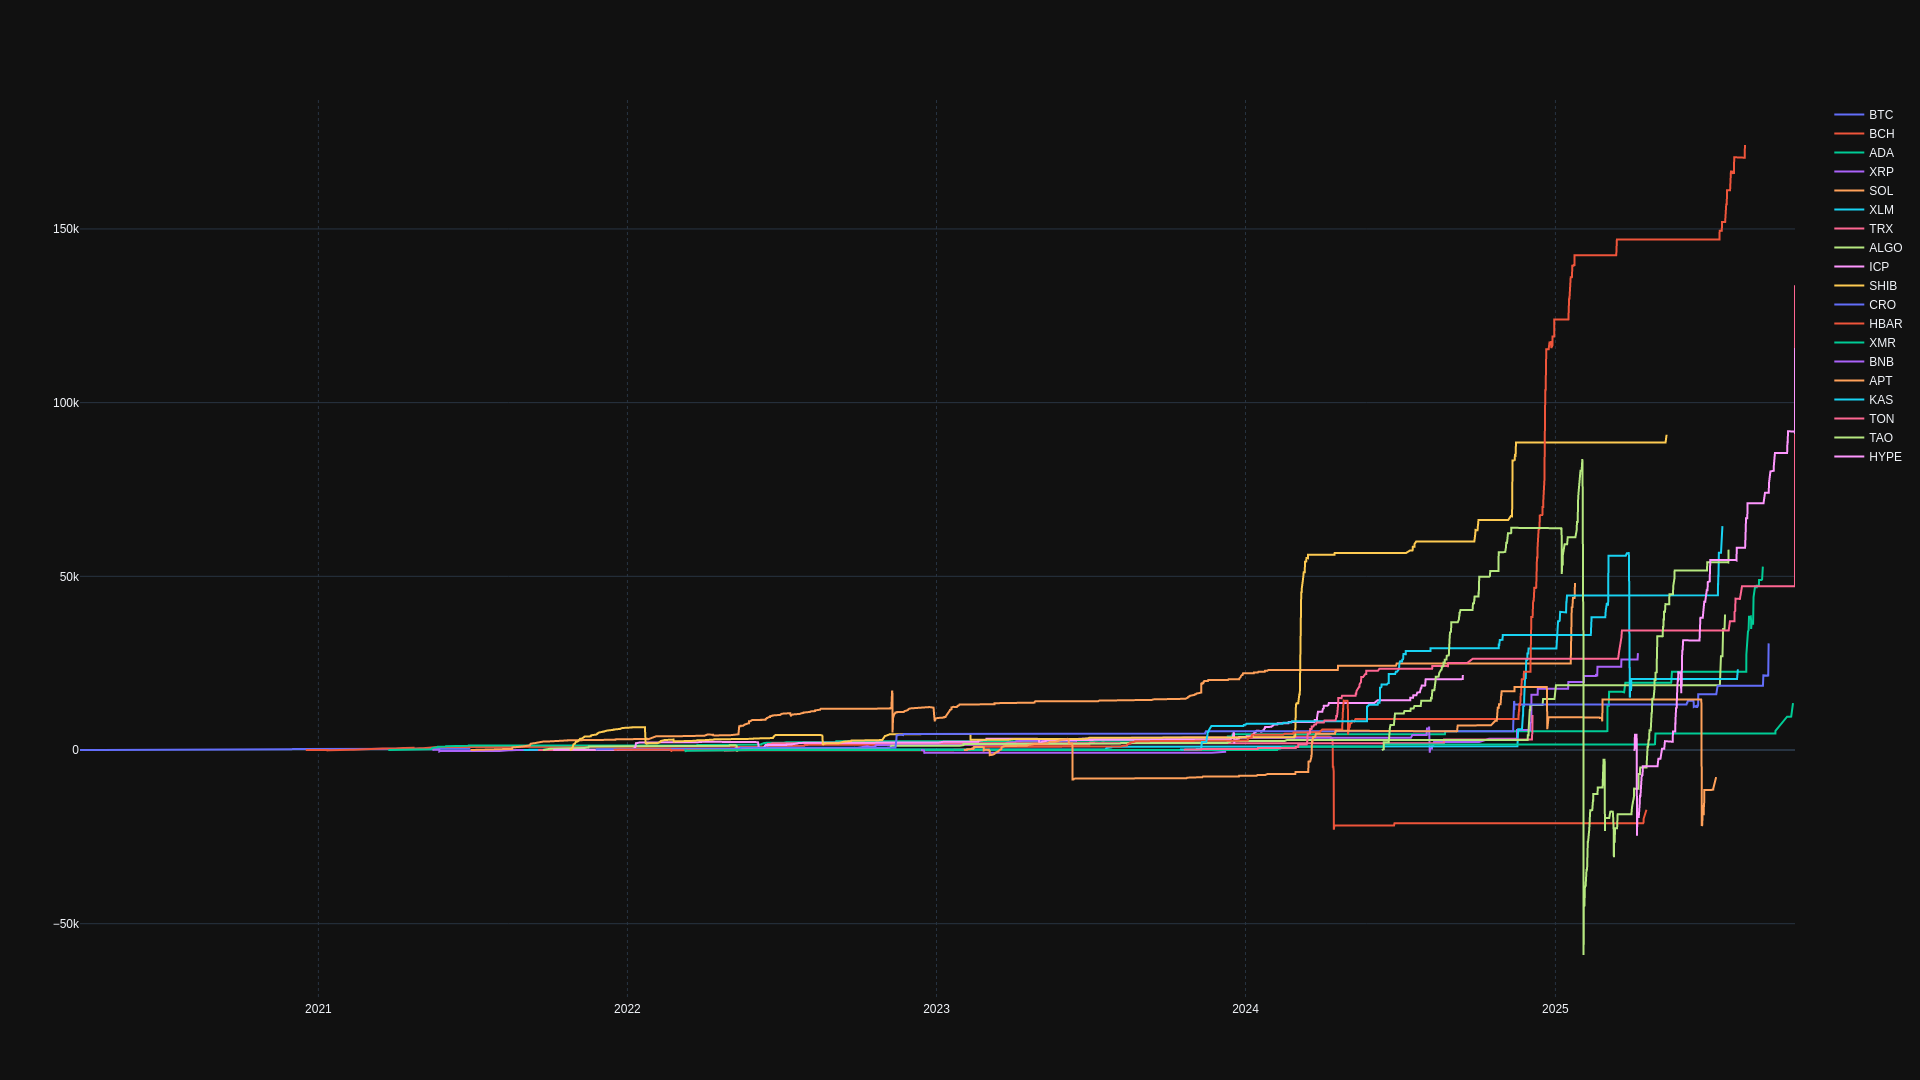 150k
100k
50k
0
−50k
2021
2022
2023
2024
2025
BTC
BCH
ADA
XRP
SOL
XLM
TRX
ALGO
ICP
SHIB
CRO
HBAR
XMR
BNB
APT
KAS
TON
TAO
HYPE